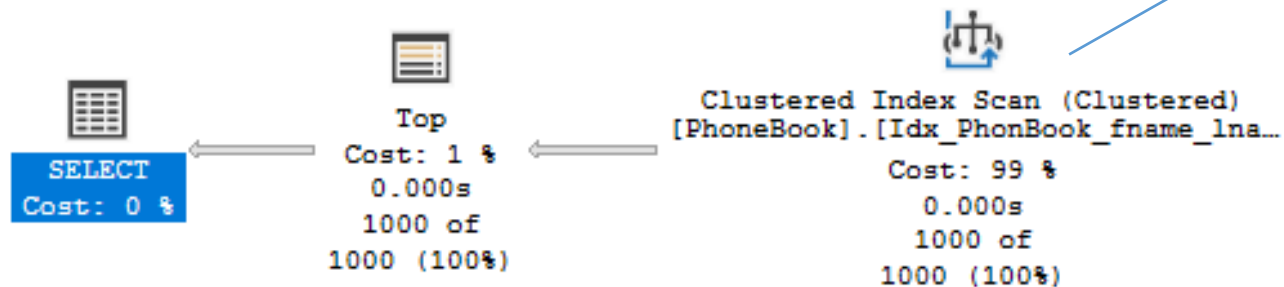 SELECT
Cost: 0 %
Top
Cost: 1 %
0.000s
1000 of
1000 (100%)
Clustered Index Scan (Clustered)
[PhoneBook].[Idx_PhonBook_fname_lna…
Cost: 99 %
0.000s
1000 of
1000 (100%)